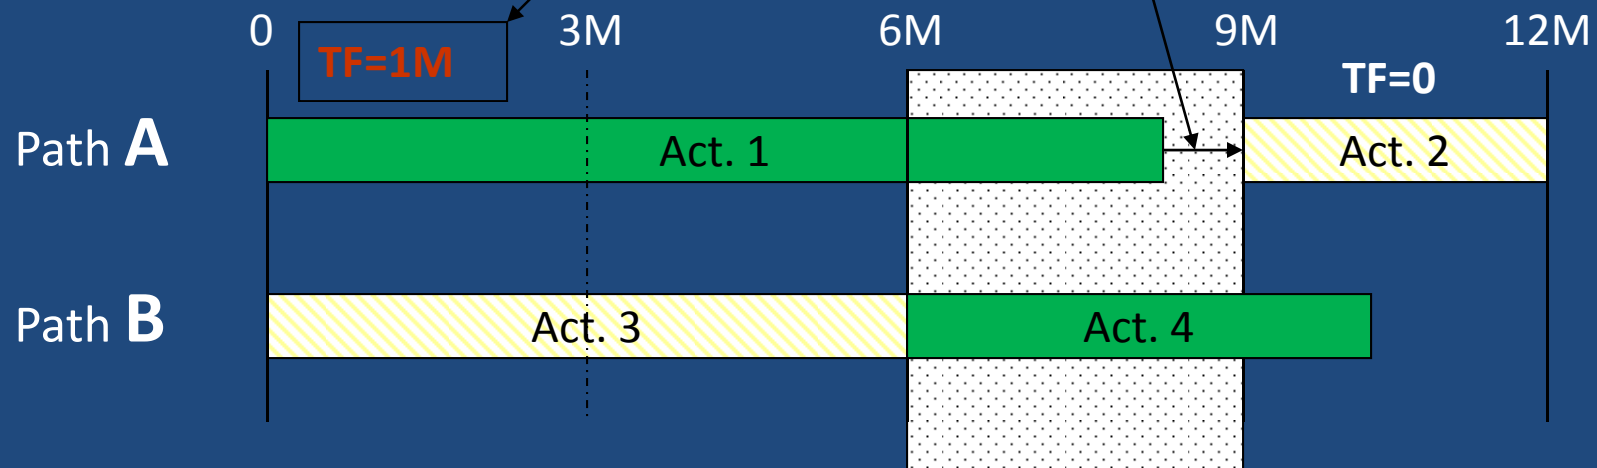 0 3M 6M 9M 12M
TF=1M
TF=0
Path A Act. 1 Act. 2
Path B Act. 3 Act. 4